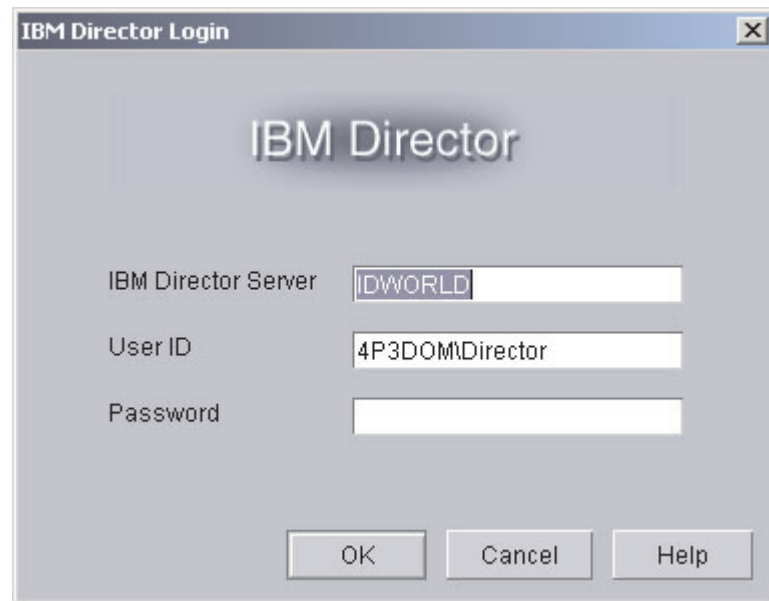 IBM Director Login
IBM Director
IBM Director Server IDWORLD
User ID 4P3DOM\Director
Password
OK Cancel Help